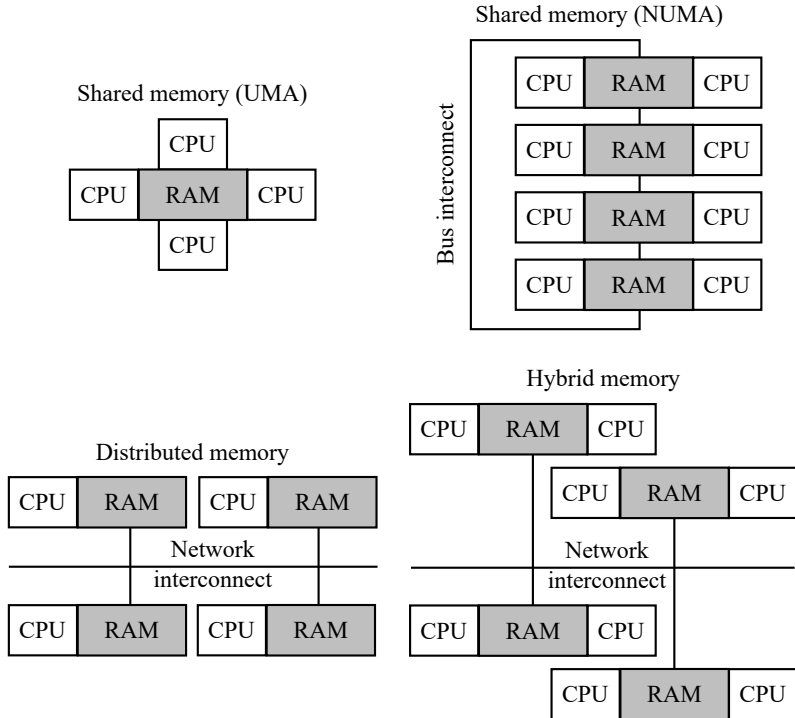 Shared memory (UMA)
CPU
CPU RAM CPU
CPU
Shared memory (NUMA)
Bus interconnect
CPU RAM CPU
CPU RAM CPU
CPU RAM CPU
CPU RAM CPU
Distributed memory
CPU RAM CPU RAM
Network
interconnect
CPU RAM CPU RAM
Hybrid memory
CPU RAM CPU
CPU RAM CPU
Network
interconnect
CPU RAM CPU
CPU RAM CPU